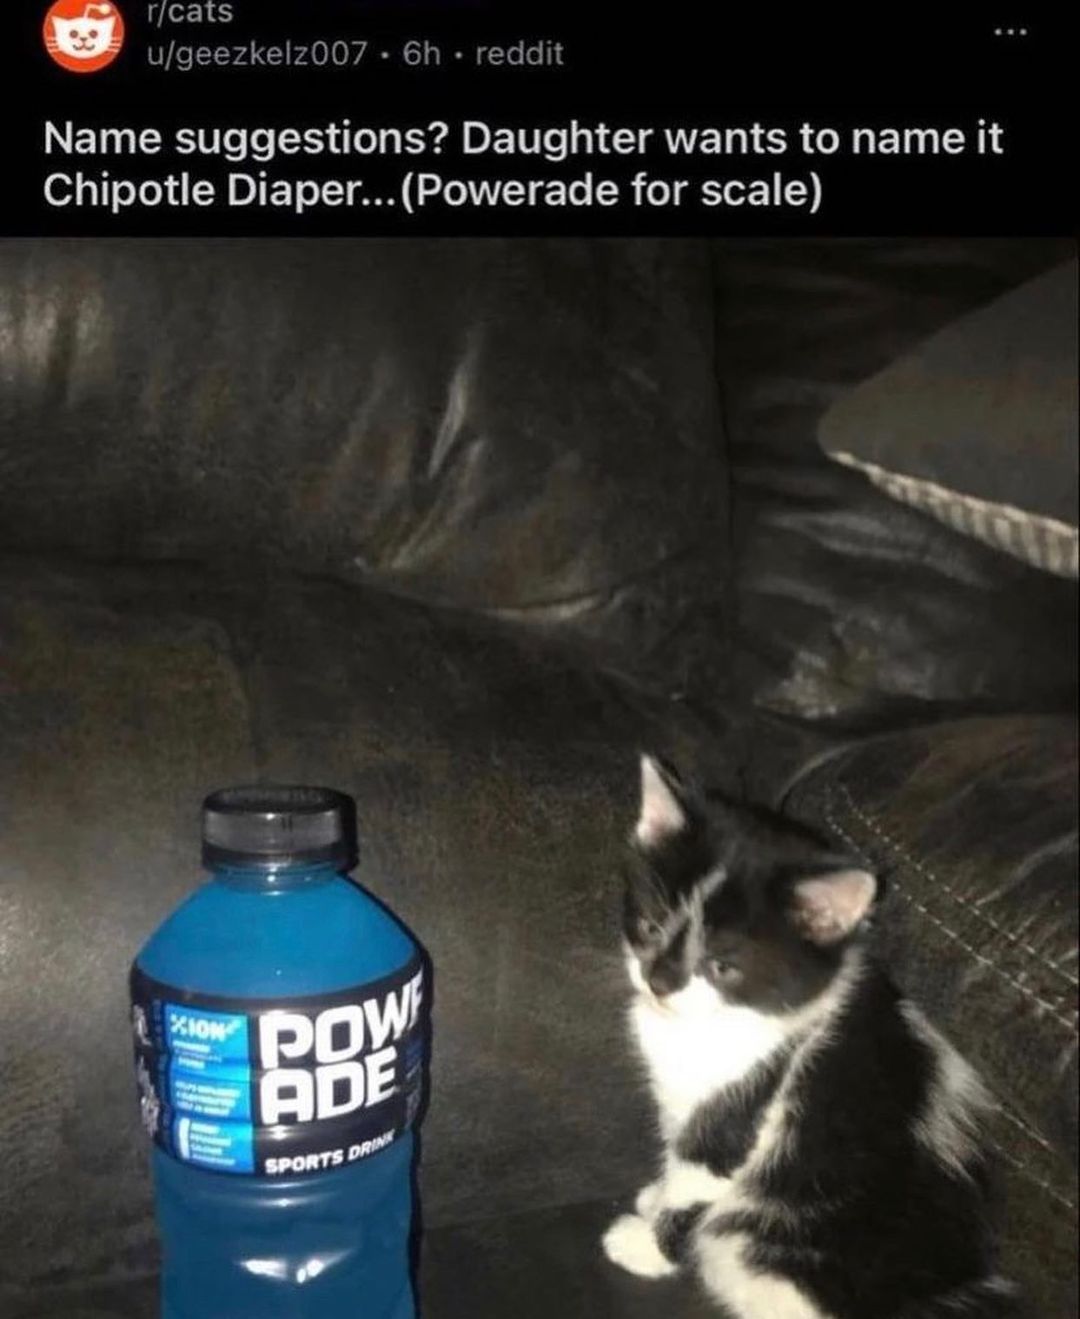 r/cats
u/geezkelz007 • 6h • reddit
Name suggestions? Daughter wants to name it
Chipotle Diaper...(Powerade for scale)
ION
POWE
ADE
SPORTS DRINK